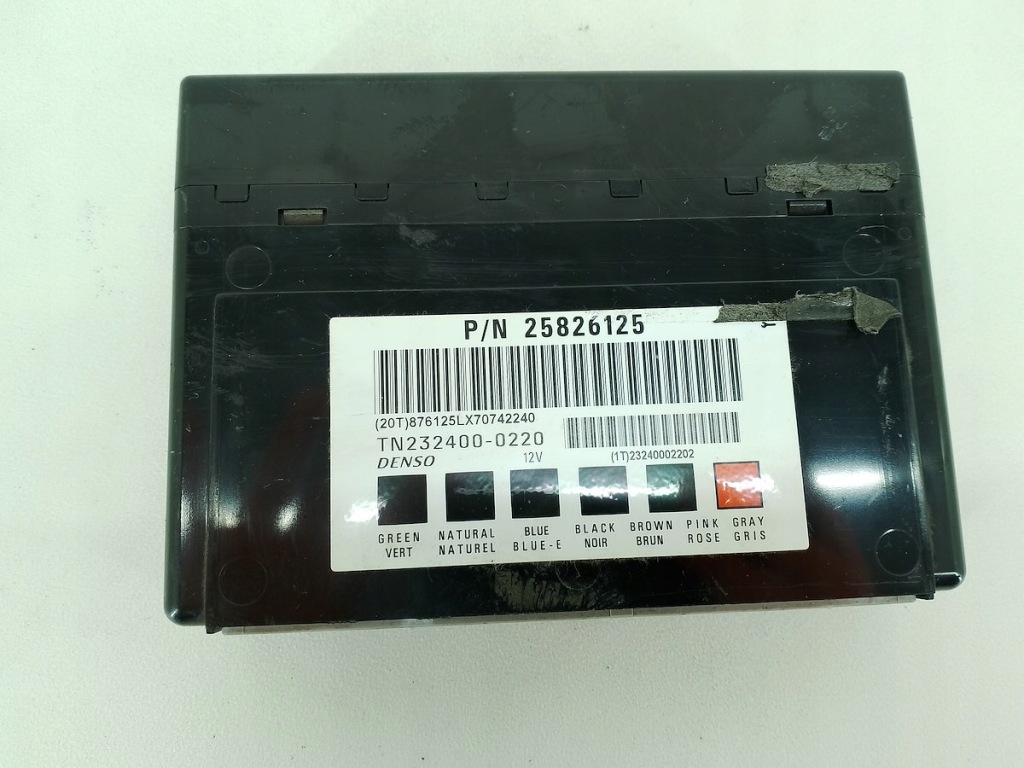 P/N 25826125
Y
(20T)876125LX70742240
TN232400-0220
DENSO 12V (1T)23240002202
GREEN NATURAL BLUE BLACK BROWN PINK GRAY
VERT NATUREL BLUE-E NOIR BRUN ROSE GRIS